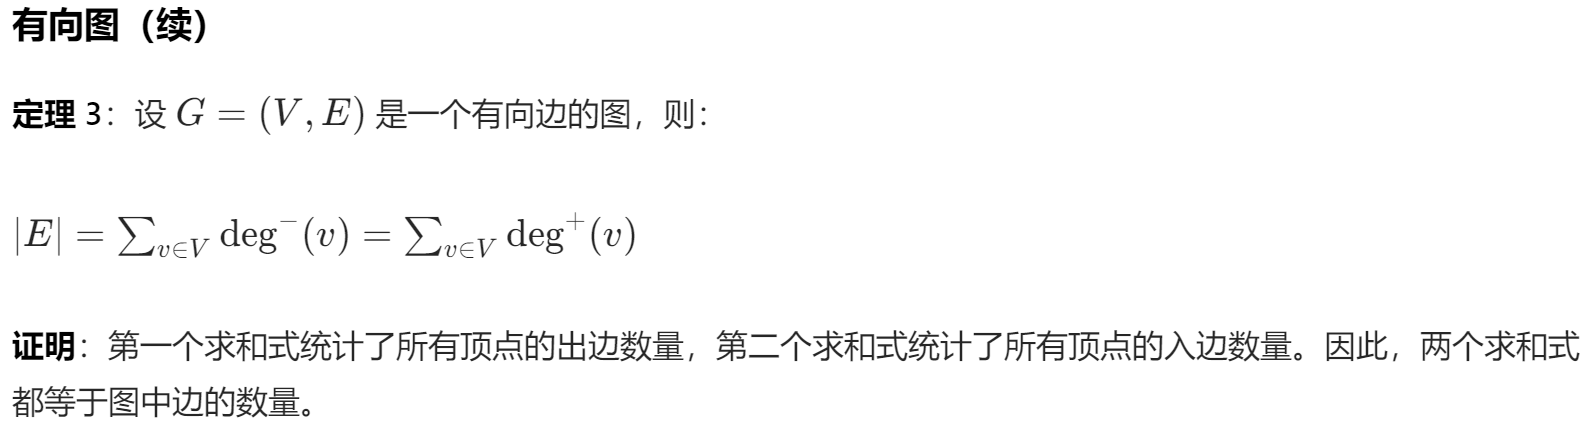 有向图（续）
定理 3：设 G = (V, E) 是一个有向边的图，则：
|E| = ∑_{v∈V} deg⁻(v) = ∑_{v∈V} deg⁺(v)
证明：第一个求和式统计了所有顶点的出边数量，第二个求和式统计了所有顶点的入边数量。因此，两个求和式
都等于图中边的数量。